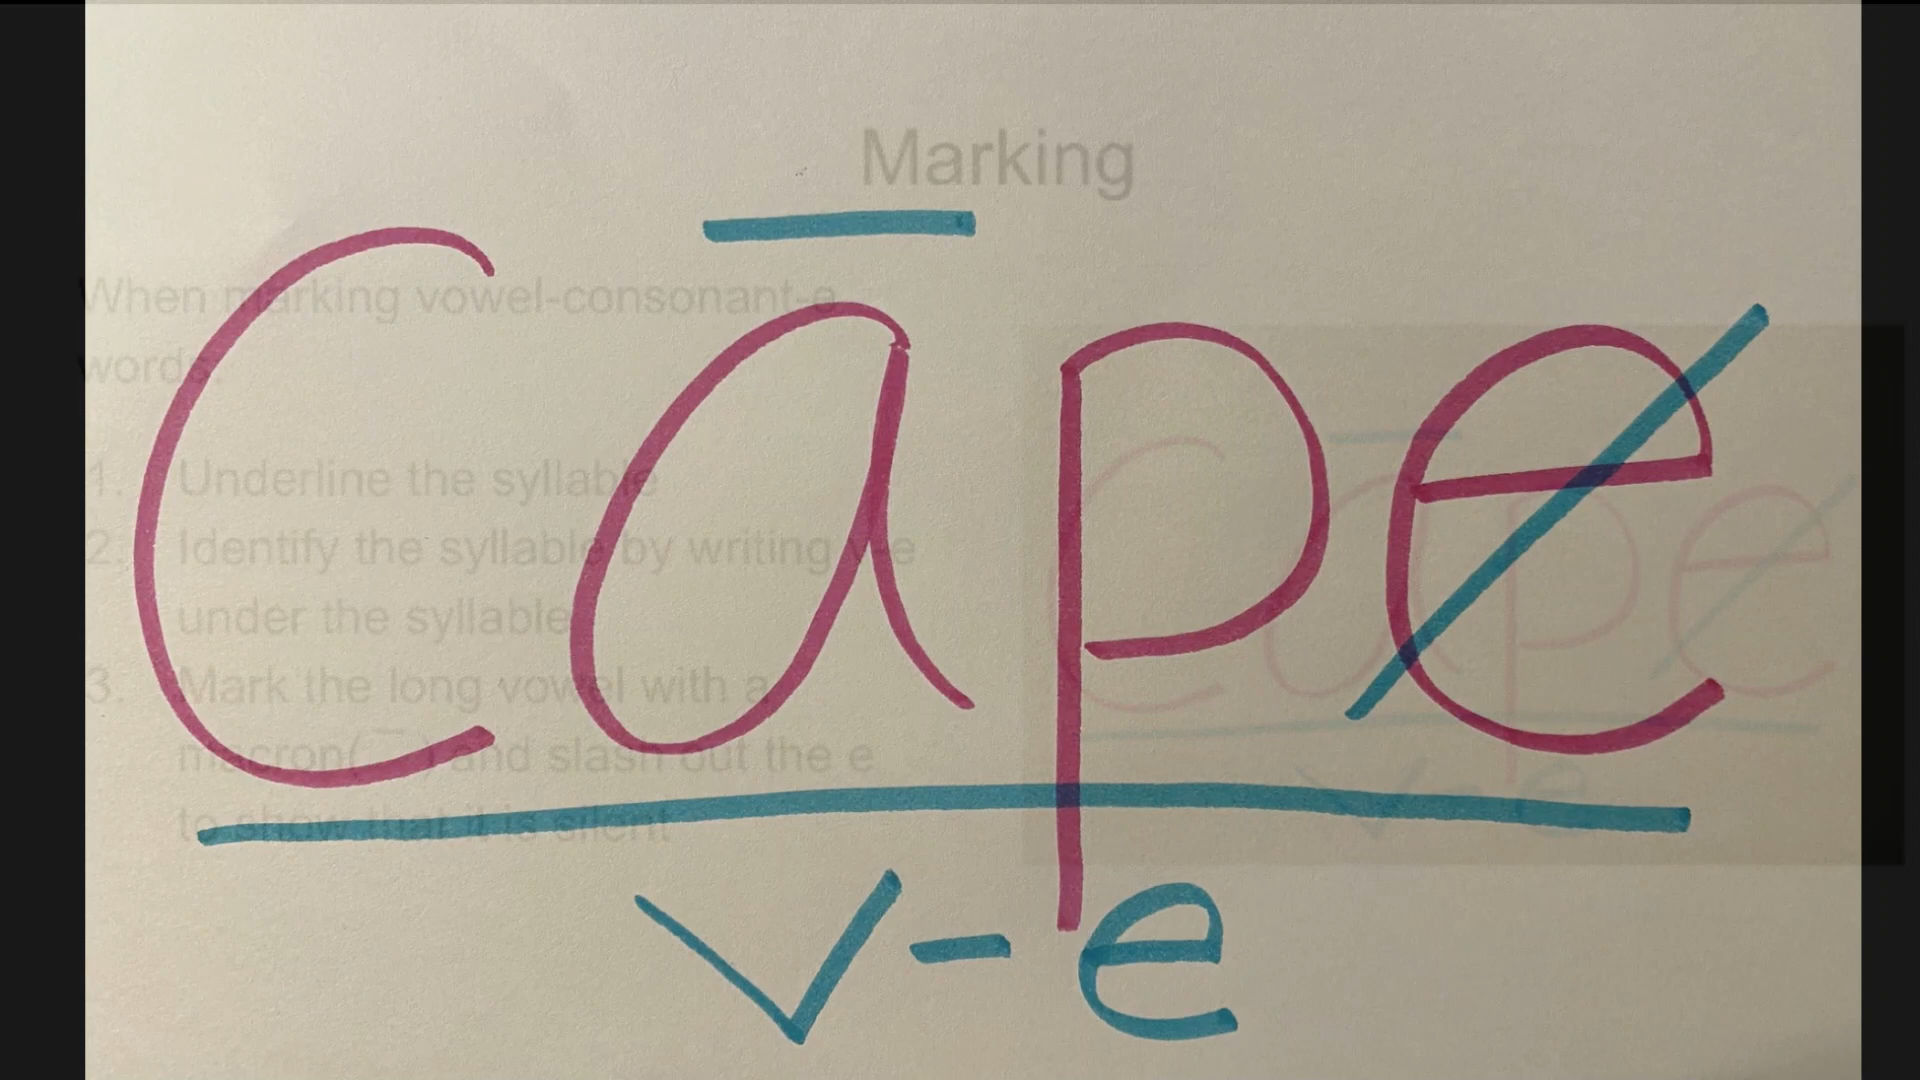 Marking
When marking vowel-consonant-e
words:
1. Underline the syllable
2. Identify the syllable by writing v-e
under the syllable
3. Mark the long vowel with a
macron( ¯ ) and slash out the e
to show that it is silent
Cāpe
v-e
Cāpe
v-e